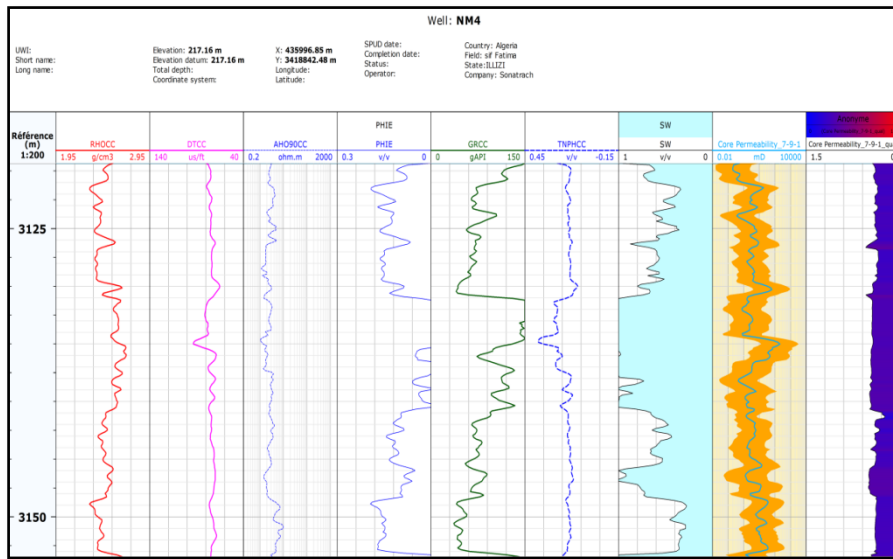 Well: NM4
UWI:
Short name:
Long name:
Elevation: 217.16 m
Elevation datum: 217.16 m
Total depth:
Coordinate system:
X: 435996.85 m
Y: 3418842.48 m
Longitude:
Latitude:
SPUD date:
Completion date:
Status:
Operator:
Country: Algeria
Field: sif Fatima
State:ILLIZI
Company: Sonatrach
Référence
(m)
1:200
RHOCC
1.95 g/cm3 2.95
DTCC
140 us/ft 40
AHO90CC
0.2 ohm.m 2000
PHIE
PHIE
0.3 v/v 0
GRCC
0 gAPI 150
TNPHCC
0.45 v/v -0.15
SW
SW
1 v/v 0
Core Permeability_7-9-1
0.01 mD 10000
Anonyme
Core Permeability_7-9-1_qu
1.5 0
3125
3150